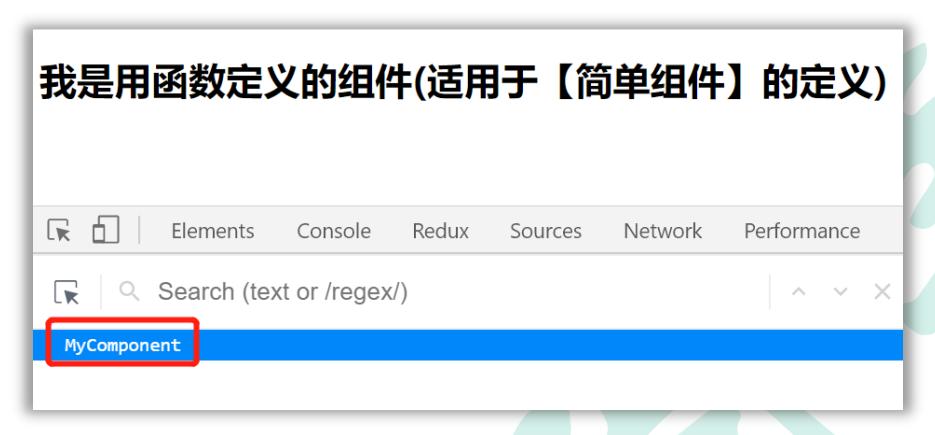 我是用函数定义的组件(适用于【简单组件】的定义)
Elements Console Redux Sources Network Performance
Search (text or /regex/)
MyComponent